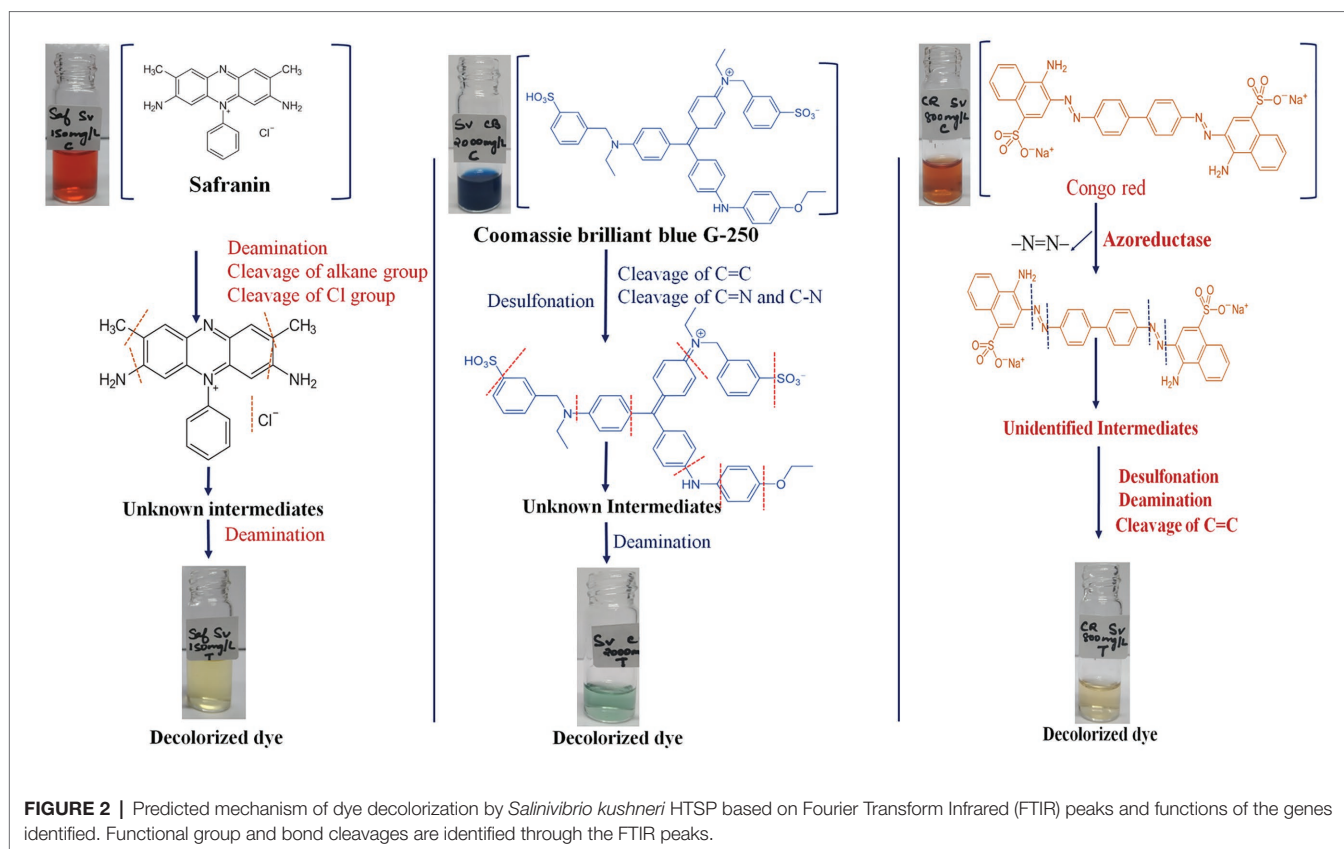 Saf Sv
150mg/L
C
H₃C
N
CH₃
H₂N
N⁺
NH₂
Cl⁻
Safranin
Deamination
Cleavage of alkane group
Cleavage of Cl group
H₃C
N
CH₃
H₂N
N⁺
NH₂
Cl⁻
Unknown intermediates
Deamination
Saf Sv
150mg/L
T
Decolorized dye
Sv CB
2000mg/L
C
HO₃S
N⁺
SO₃⁻
N
HN
O
Coomassie brilliant blue G-250
Desulfonation
Cleavage of C=C
Cleavage of C=N and C-N
HO₃S
N⁺
SO₃⁻
N
HN
O
Unknown Intermediates
Deamination
Sv C
2000m
T
Decolorized dye
CR Sv
800mg/L
C
NH₂
N
N
O
S
O
O⁻Na⁺
N
N
O
S
O
O⁻Na⁺
H₂N
Congo red
–N=N–
Azoreductase
NH₂
N
N
O
S
O
O⁻Na⁺
N
N
O
S
O
O⁻Na⁺
H₂N
Unidentified Intermediates
Desulfonation
Deamination
Cleavage of C=C
CR Sv
800mg/L
T
Decolorized dye
FIGURE 2 | Predicted mechanism of dye decolorization by Salinivibrio kushneri HTSP based on Fourier Transform Infrared (FTIR) peaks and functions of the genes
identified. Functional group and bond cleavages are identified through the FTIR peaks.